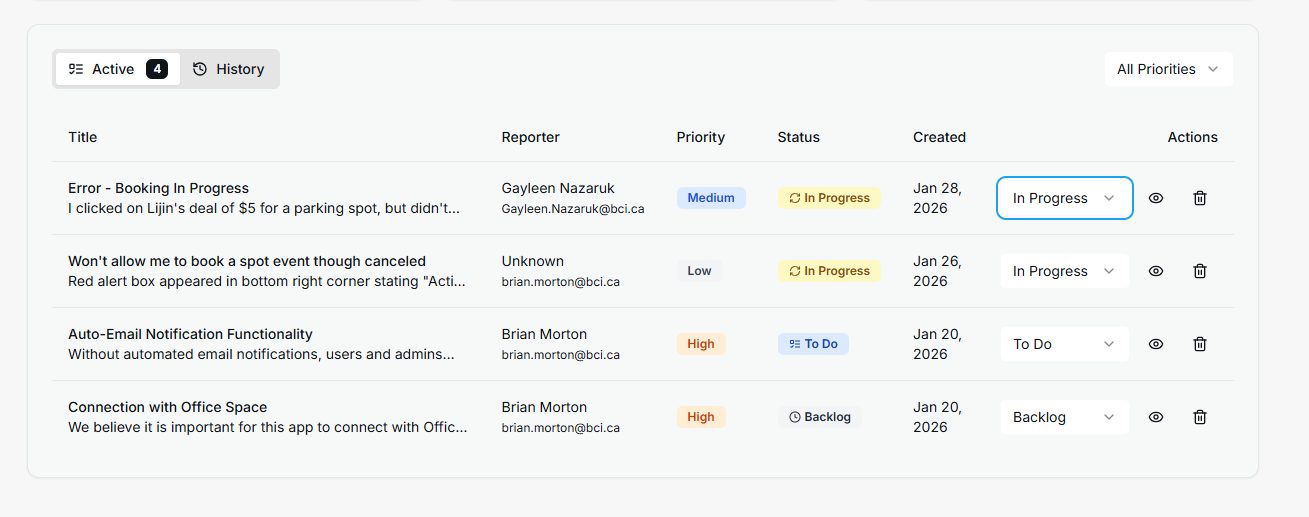 Active 4 History All Priorities
Title Reporter Priority Status Created Actions
Error - Booking In Progress
I clicked on Lijin's deal of $5 for a parking spot, but didn't...
Gayleen Nazaruk
Gayleen.Nazaruk@bci.ca
Medium
In Progress
Jan 28,
2026
In Progress
Won't allow me to book a spot event though canceled
Red alert box appeared in bottom right corner stating "Acti...
Unknown
brian.morton@bci.ca
Low
In Progress
Jan 26,
2026
In Progress
Auto-Email Notification Functionality
Without automated email notifications, users and admins...
Brian Morton
brian.morton@bci.ca
High
To Do
Jan 20,
2026
To Do
Connection with Office Space
We believe it is important for this app to connect with Offic...
Brian Morton
brian.morton@bci.ca
High
Backlog
Jan 20,
2026
Backlog